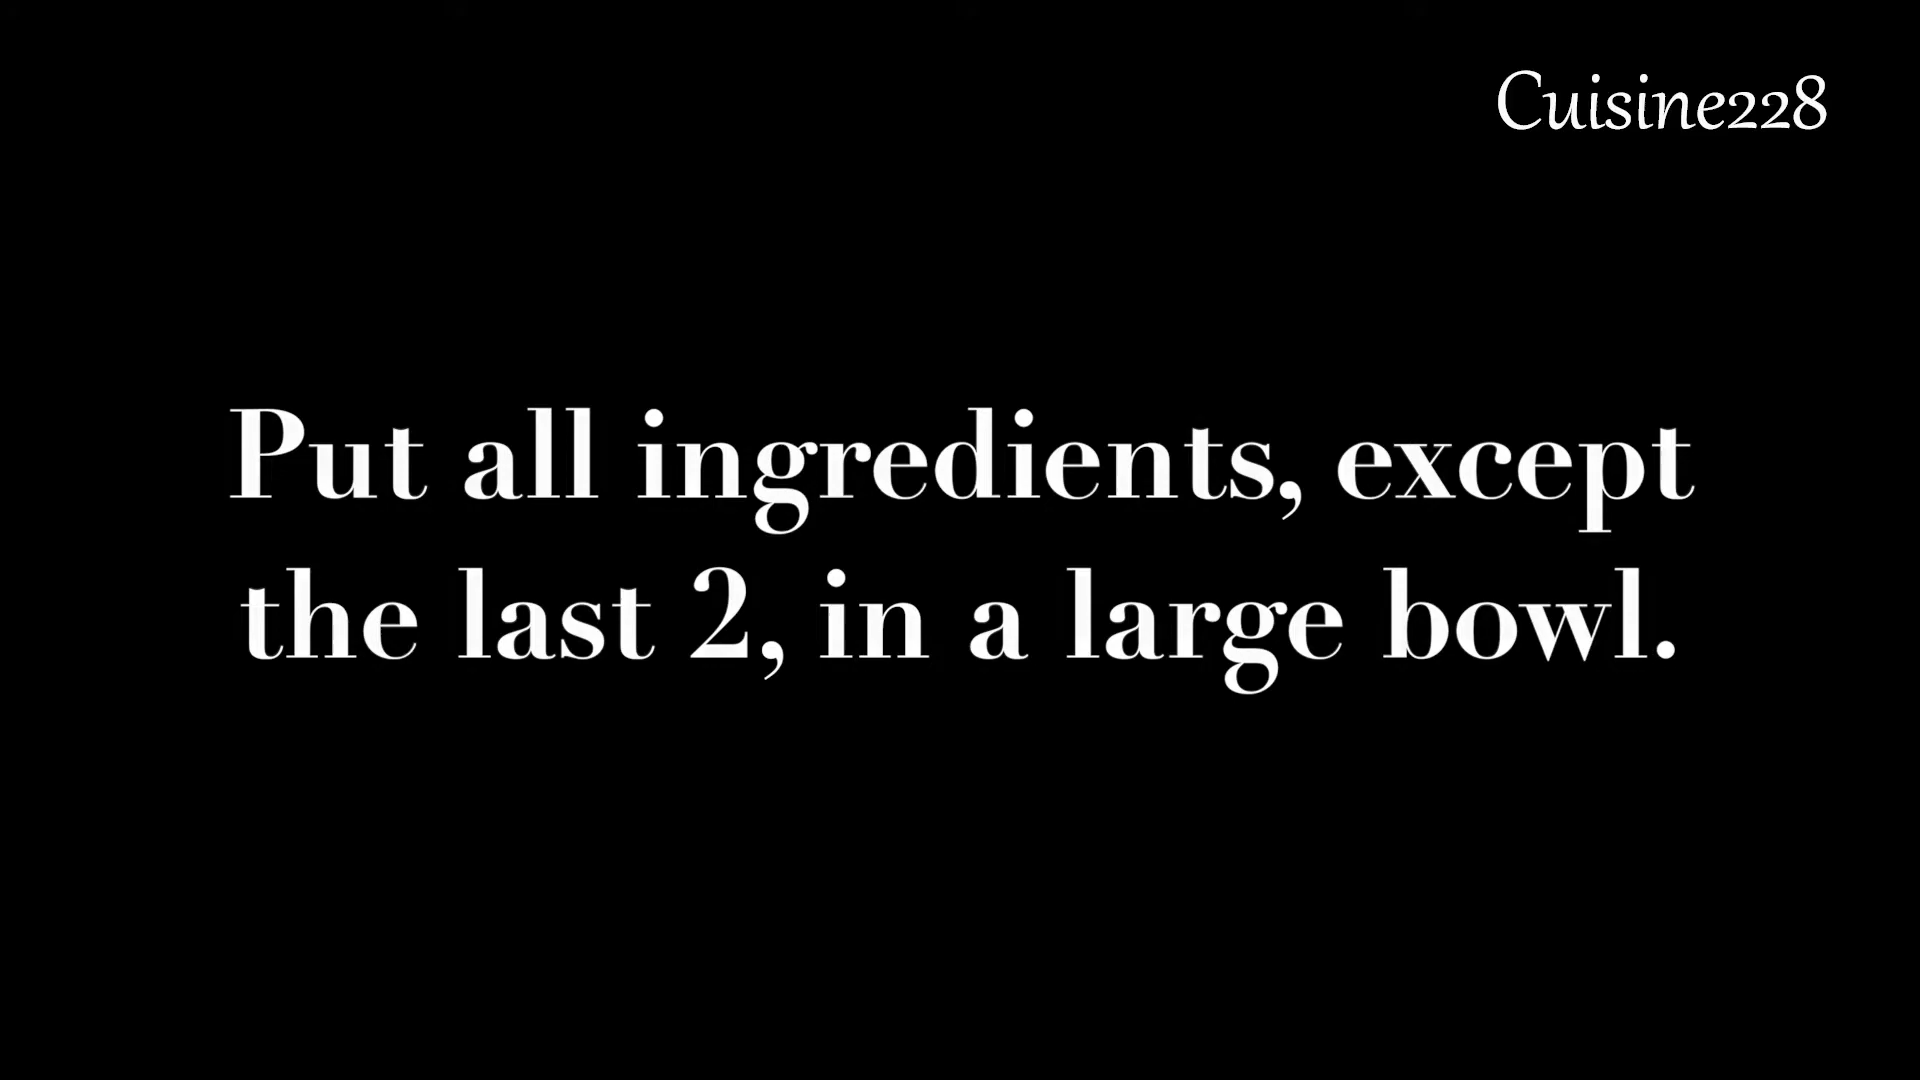 Cuisine228
Put all ingredients, except
the last 2, in a large bowl.